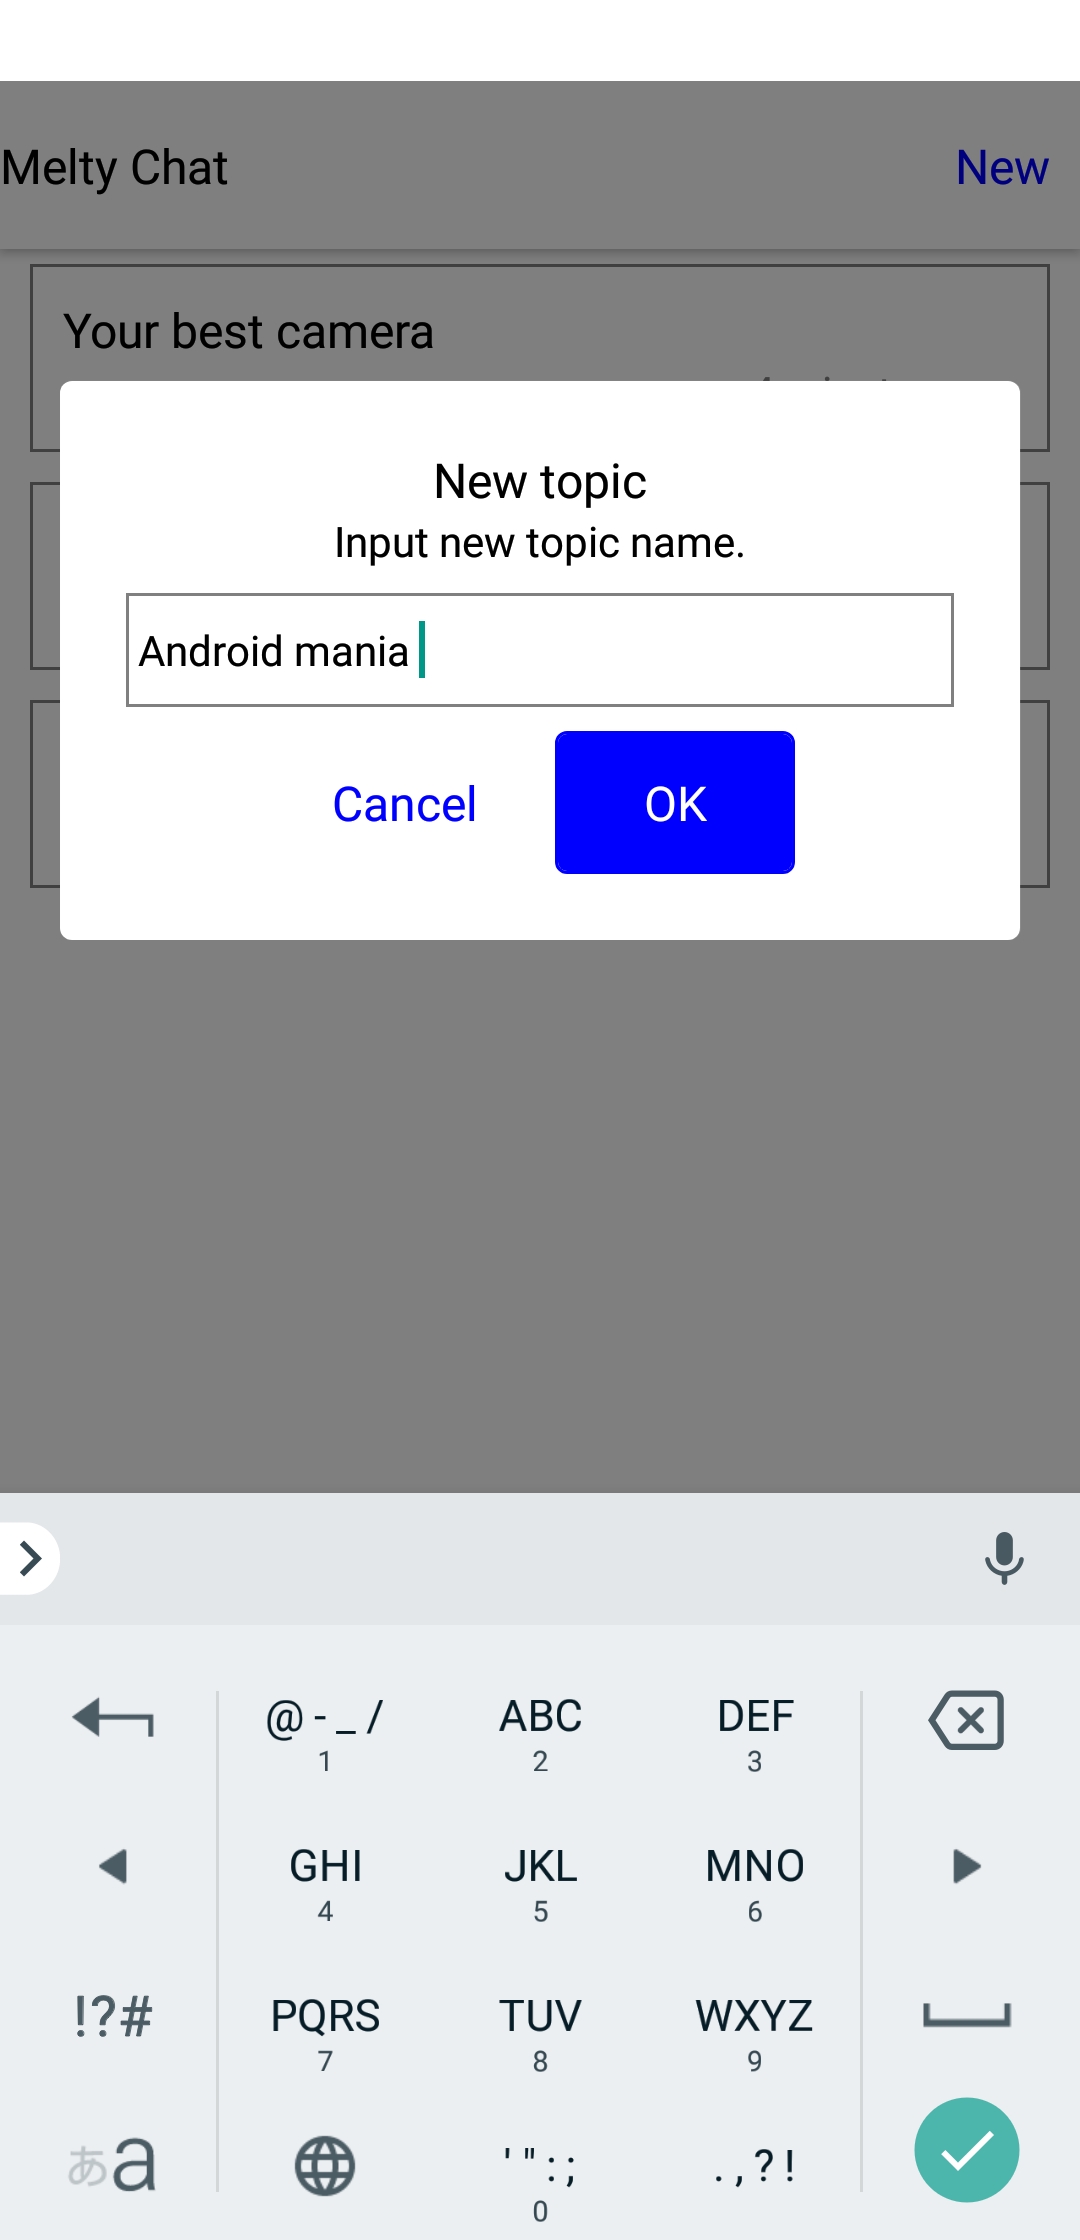 Melty Chat New
Your best camera
New topic
Input new topic name.
Android mania
Cancel OK
@-_/ ABC DEF
1 2 3
GHI JKL MNO
4 5 6
!?# PQRS TUV WXYZ
7 8 9
あa '":; .,?!
0